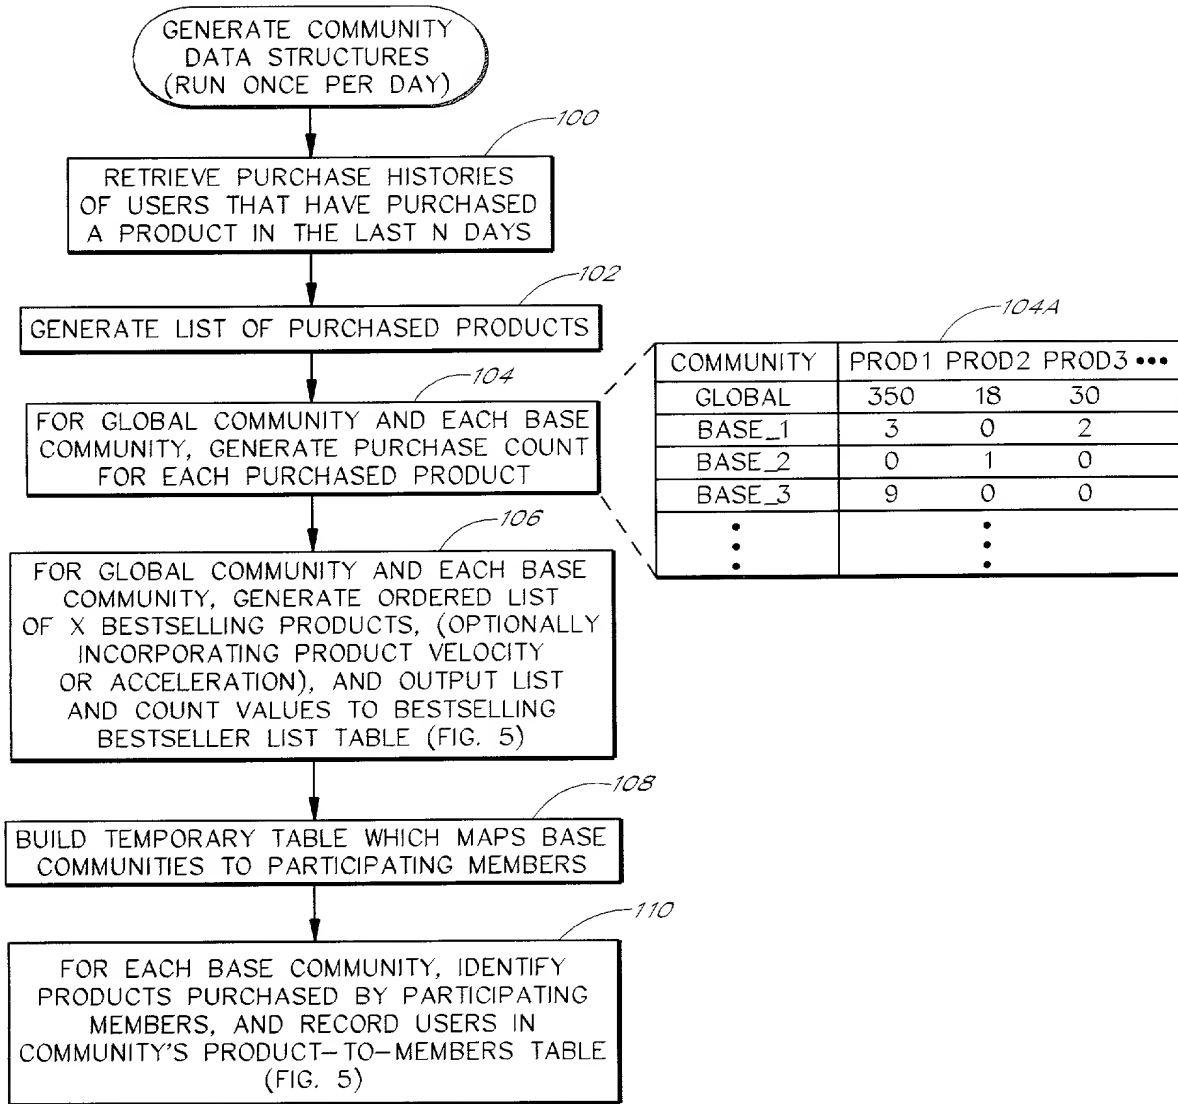 GENERATE COMMUNITY
DATA STRUCTURES
(RUN ONCE PER DAY)
100
RETRIEVE PURCHASE HISTORIES
OF USERS THAT HAVE PURCHASED
A PRODUCT IN THE LAST N DAYS
102
GENERATE LIST OF PURCHASED PRODUCTS
104
FOR GLOBAL COMMUNITY AND EACH BASE
COMMUNITY, GENERATE PURCHASE COUNT
FOR EACH PURCHASED PRODUCT
104A
COMMUNITY PROD1 PROD2 PROD3 •••
GLOBAL 350 18 30
BASE_1 3 0 2
BASE_2 0 1 0
BASE_3 9 0 0
106
FOR GLOBAL COMMUNITY AND EACH BASE
COMMUNITY, GENERATE ORDERED LIST
OF X BESTSELLING PRODUCTS, (OPTIONALLY
INCORPORATING PRODUCT VELOCITY
OR ACCELERATION), AND OUTPUT LIST
AND COUNT VALUES TO BESTSELLING
BESTSELLER LIST TABLE (FIG. 5)
108
BUILD TEMPORARY TABLE WHICH MAPS BASE
COMMUNITIES TO PARTICIPATING MEMBERS
110
FOR EACH BASE COMMUNITY, IDENTIFY
PRODUCTS PURCHASED BY PARTICIPATING
MEMBERS, AND RECORD USERS IN
COMMUNITY'S PRODUCT-TO-MEMBERS TABLE
(FIG. 5)